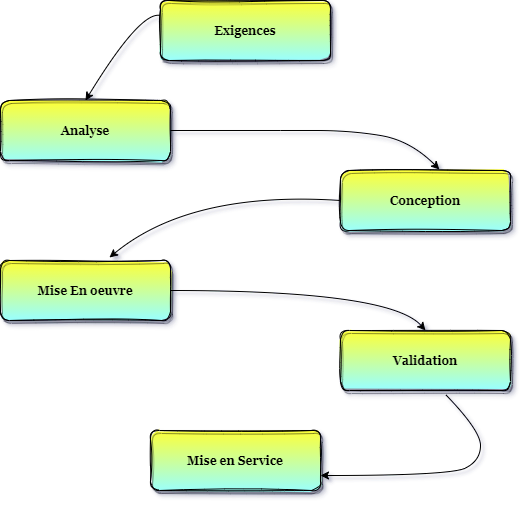 Exigences
Analyse
Conception
Mise En oeuvre
Validation
Mise en Service